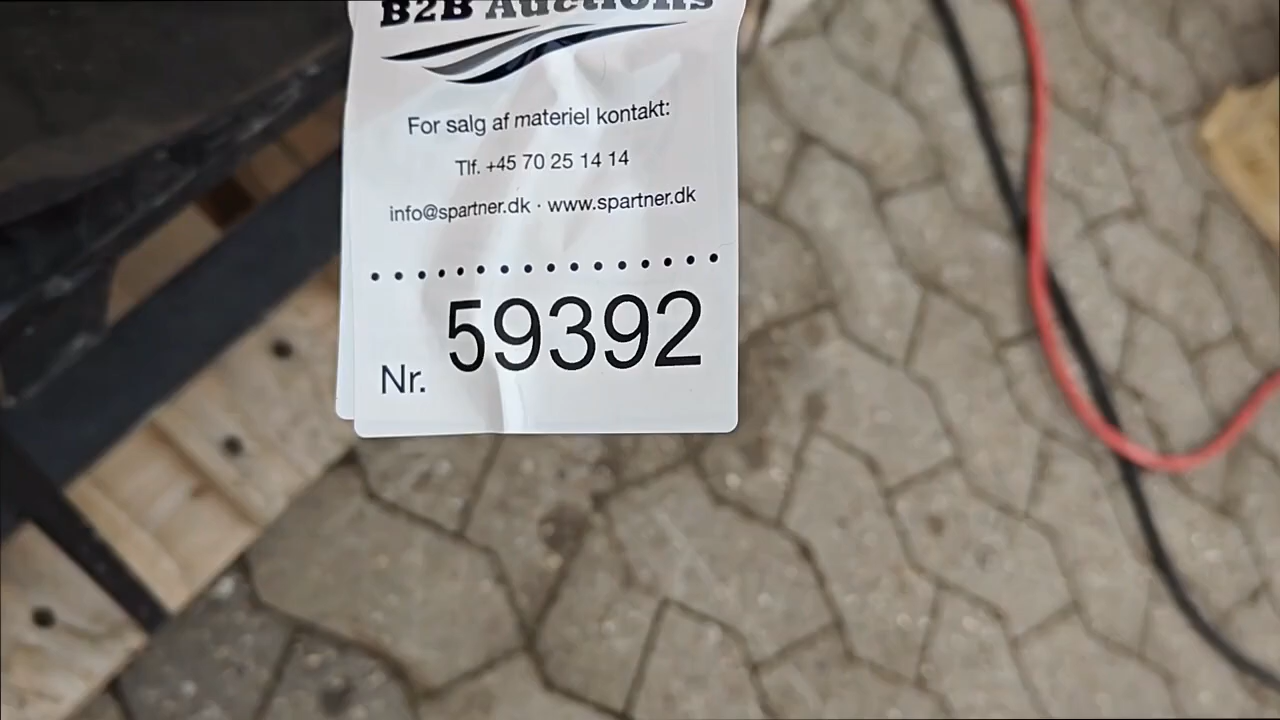 B2B Auctions
For salg af materiel kontakt:
Tlf. +45 70 25 14 14
info@spartner.dk · www.spartner.dk
Nr. 59392